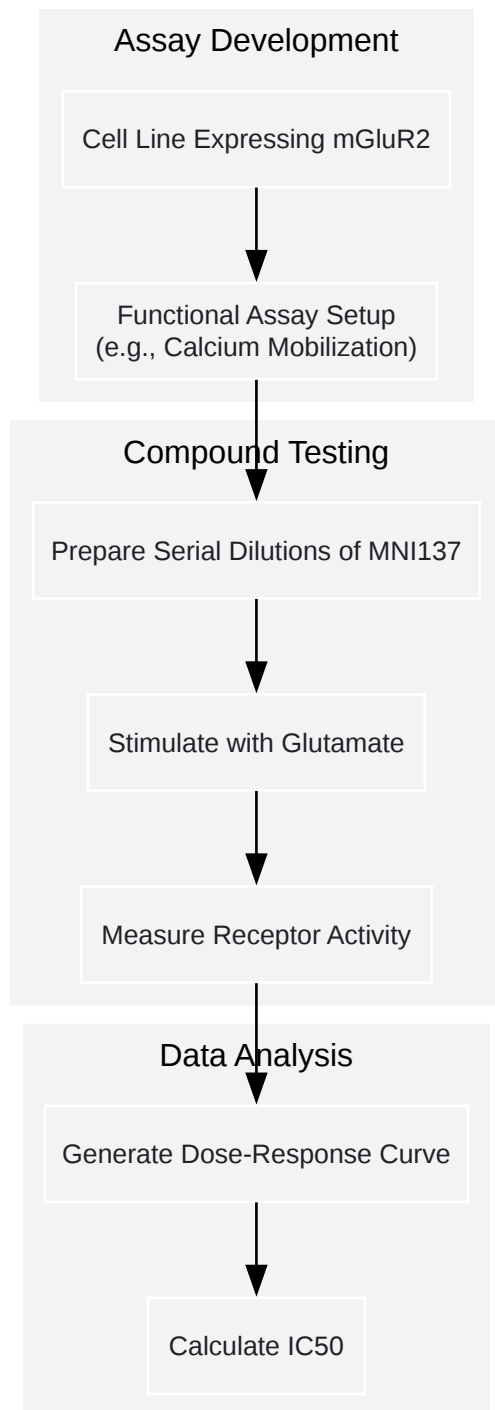 Assay Development
Cell Line Expressing mGluR2
Functional Assay Setup
(e.g., Calcium Mobilization)
Compound Testing
Prepare Serial Dilutions of MNI137
Stimulate with Glutamate
Measure Receptor Activity
Data Analysis
Generate Dose-Response Curve
Calculate IC50